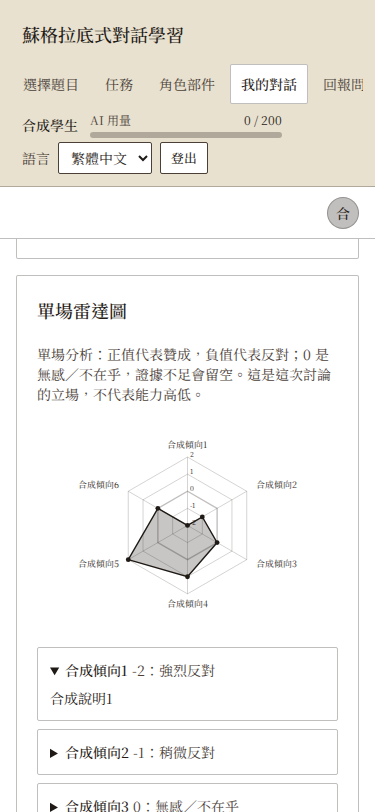 蘇格拉底式對話學習
選擇題目 任務 角色部件 我的對話 回報問
合成學生 AI 用量 0 / 200
語言 繁體中文 登出
合
單場雷達圖
單場分析：正值代表贊成，負值代表反對；0 是
無感／不在乎，證據不足會留空。這是這次討論
的立場，不代表能力高低。
合成傾向1
2
1
0
-1
合成傾向6 合成傾向2
合成傾向5 合成傾向3
合成傾向4
▼ 合成傾向1 -2：強烈反對
合成說明1
▶ 合成傾向2 -1：稍微反對
▶ 合成傾向3 0：無感／不在乎